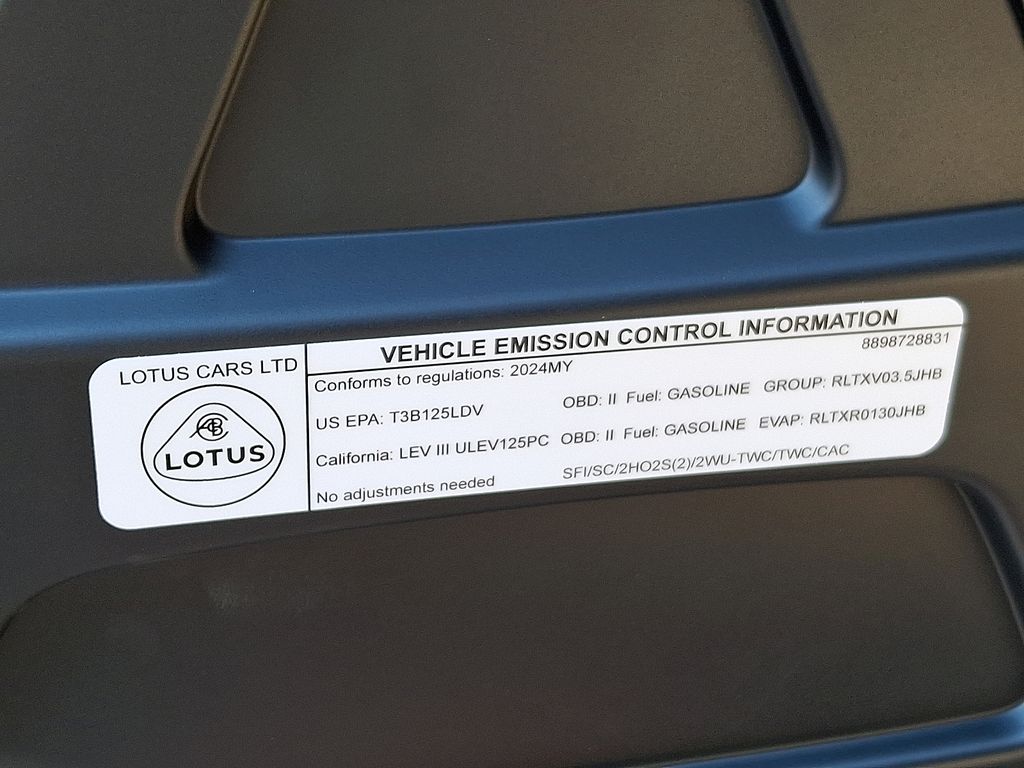 LOTUS CARS LTD
LOTUS
VEHICLE EMISSION CONTROL INFORMATION
Conforms to regulations: 2024MY 8898728831
US EPA: T3B125LDV OBD: II Fuel: GASOLINE GROUP: RLTXV03.5JHB
California: LEV III ULEV125PC OBD: II Fuel: GASOLINE EVAP: RLTXR0130JHB
No adjustments needed SFI/SC/2HO2S(2)/2WU-TWC/TWC/CAC